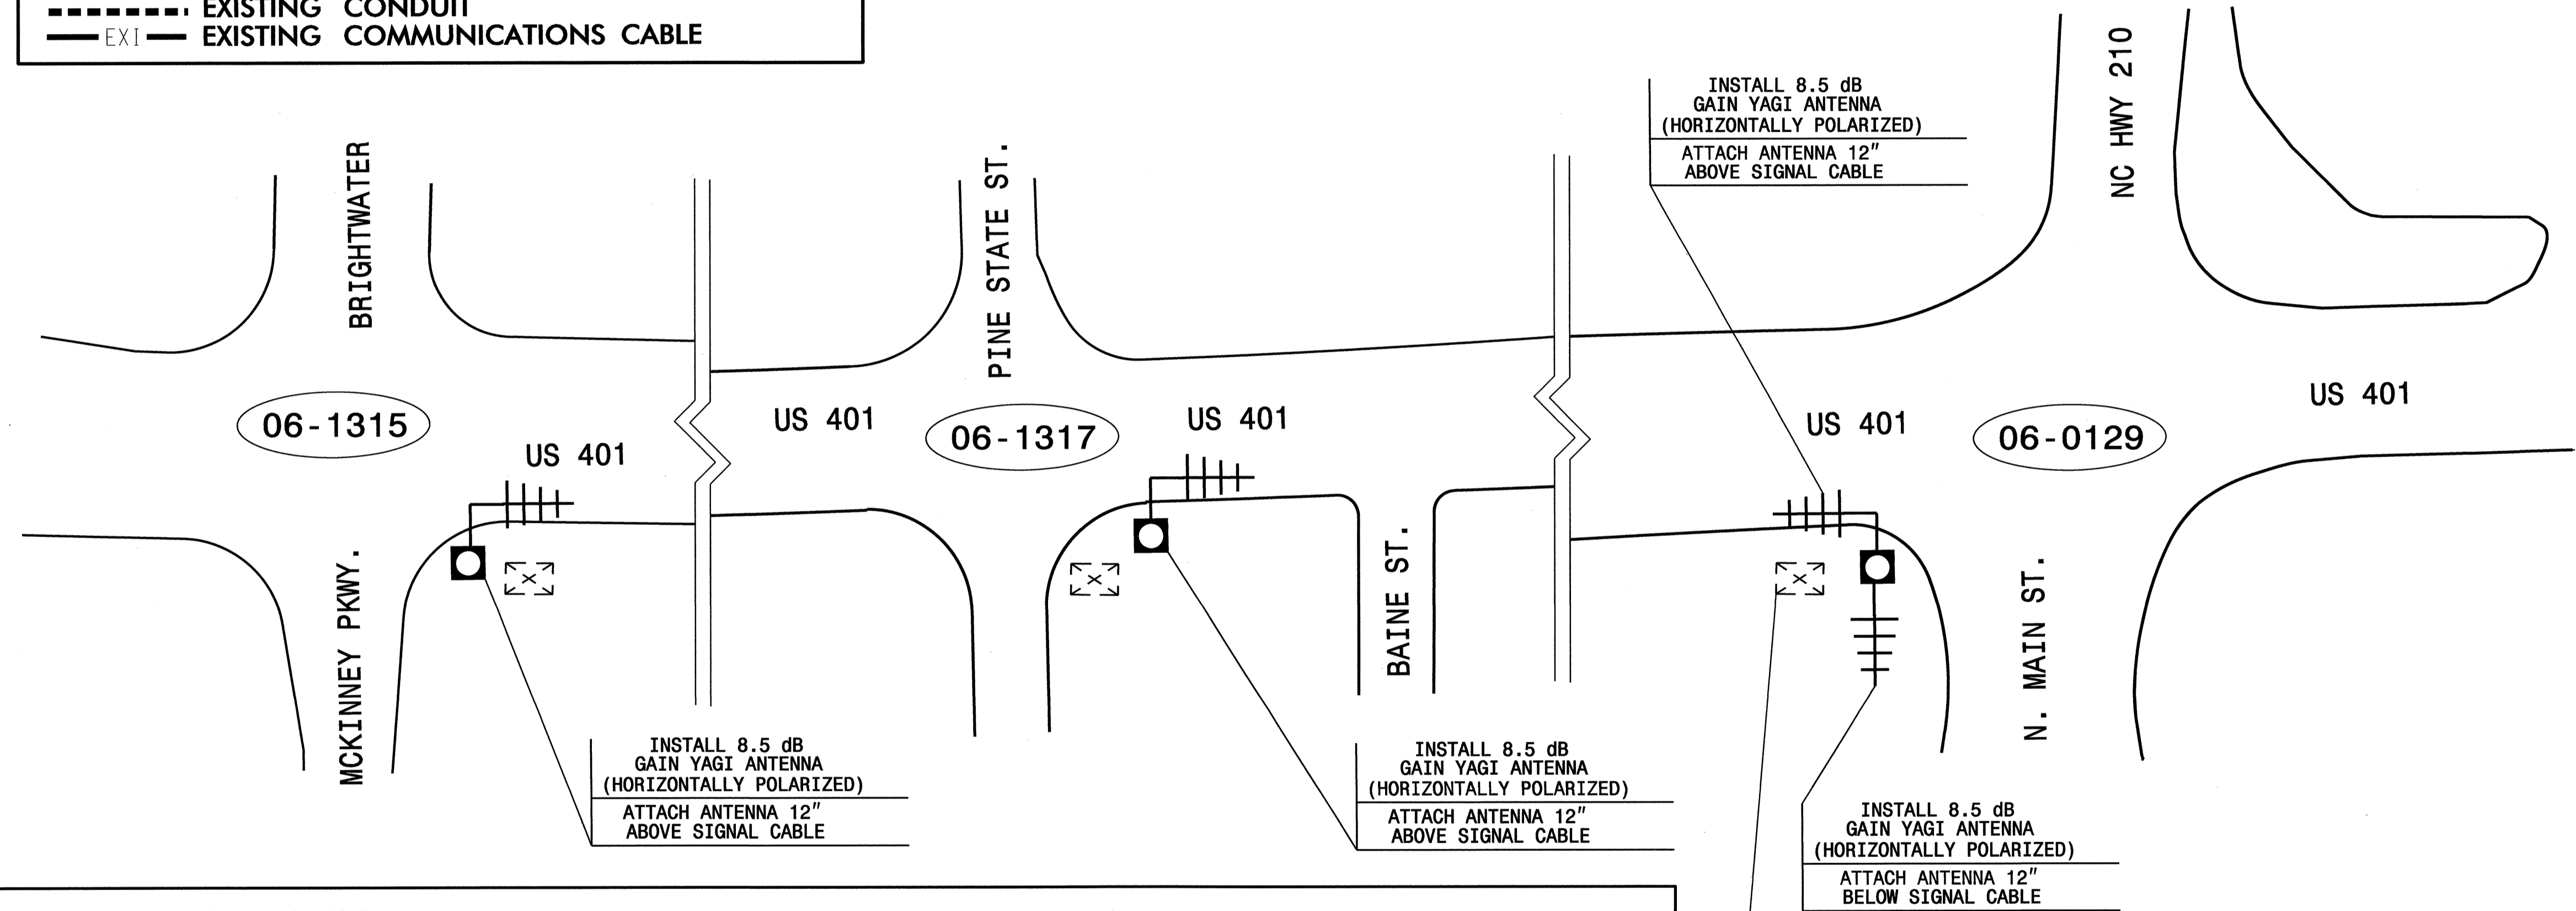 EXISTING CONDUIT
EXI EXISTING COMMUNICATIONS CABLE
INSTALL 8.5 dB
GAIN YAGI ANTENNA
(HORIZONTALLY POLARIZED)
ATTACH ANTENNA 12"
ABOVE SIGNAL CABLE
NC HWY 210
BRIGHTWATER
PINE STATE ST.
06-1315
US 401
US 401
06-1317
US 401
US 401
06-0129
US 401
MCKINNEY PKWY.
X
X
BAINE ST.
X
N. MAIN ST.
INSTALL 8.5 dB
GAIN YAGI ANTENNA
(HORIZONTALLY POLARIZED)
ATTACH ANTENNA 12"
ABOVE SIGNAL CABLE
INSTALL 8.5 dB
GAIN YAGI ANTENNA
(HORIZONTALLY POLARIZED)
ATTACH ANTENNA 12"
ABOVE SIGNAL CABLE
INSTALL 8.5 dB
GAIN YAGI ANTENNA
(HORIZONTALLY POLARIZED)
ATTACH ANTENNA 12"
BELOW SIGNAL CABLE